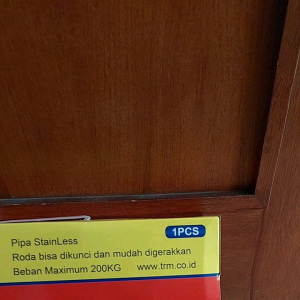 1PCS
Pipa StainLess
Roda bisa dikunci dan mudah digerakkan
Beban Maximum 200KG www.trm.co.id